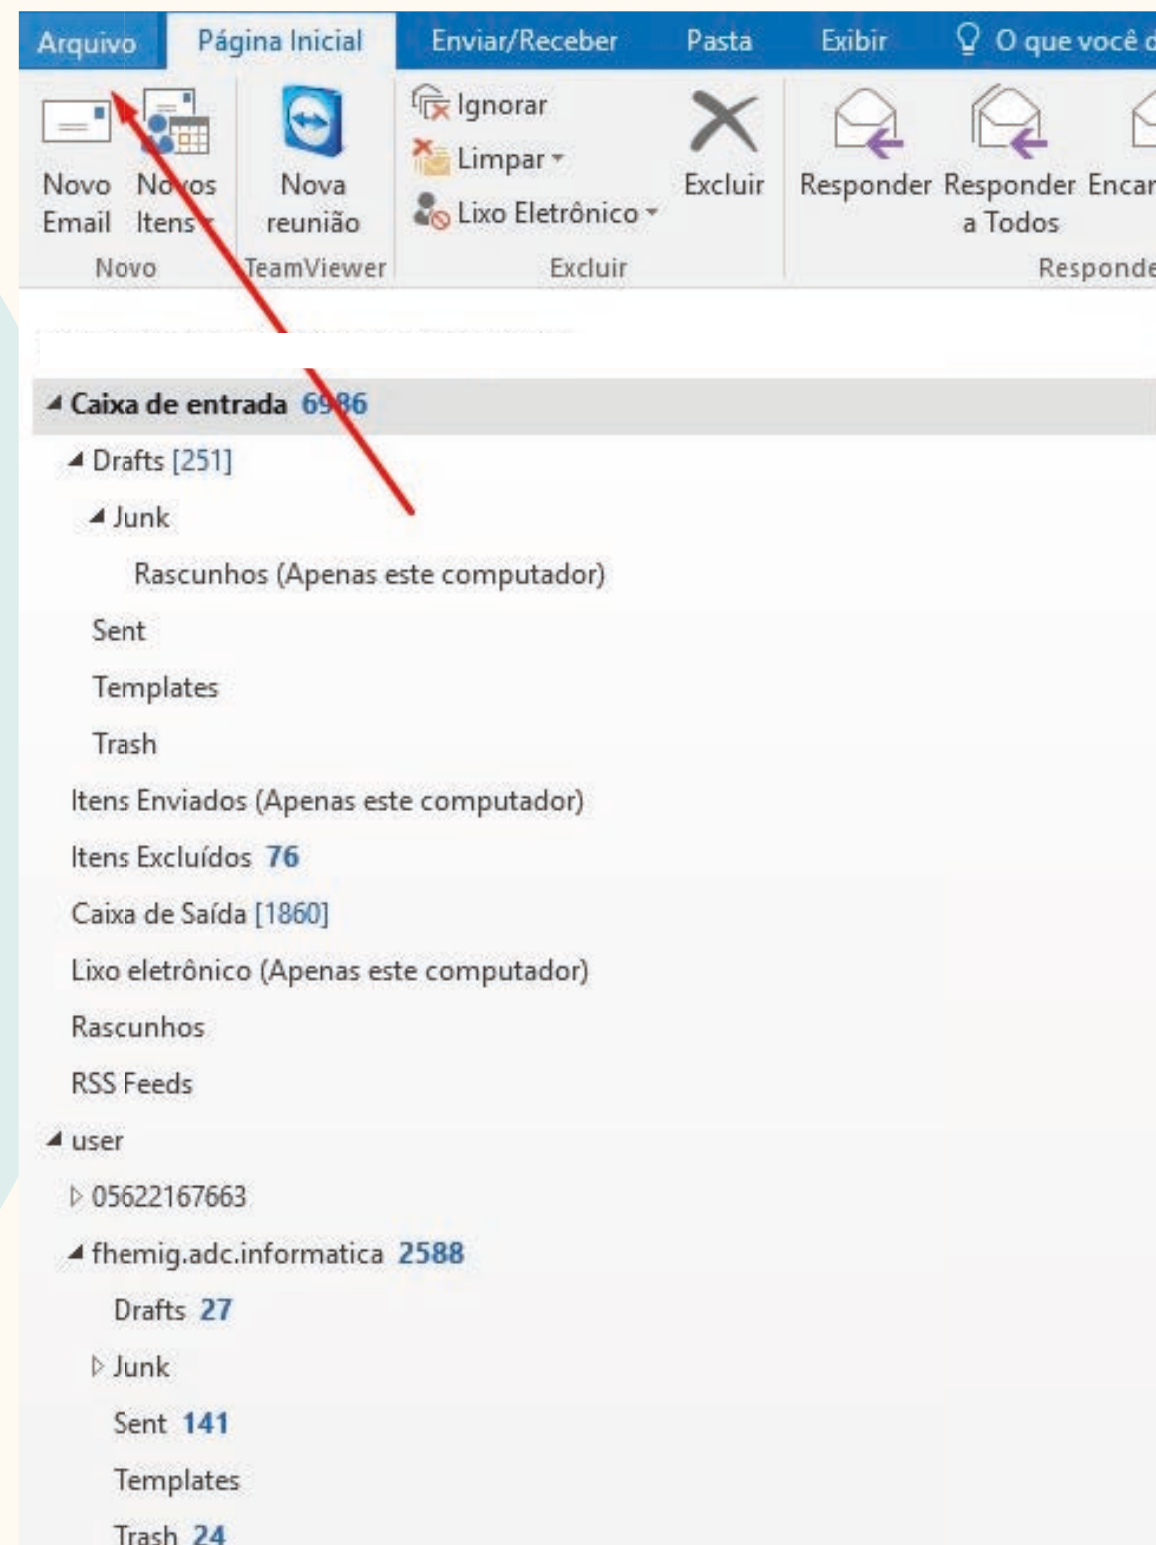 Arquivo Página Inicial Enviar/Receber Pasta Exibir O que você d
Novo Email
Novos Itens
Novo
Nova reunião
TeamViewer
Ignorar
Limpar
Lixo Eletrônico
Excluir
Excluir
Responder
Responder a Todos
Encar
Responde
Caixa de entrada 6986
Drafts [251]
Junk
Rascunhos (Apenas este computador)
Sent
Templates
Trash
Itens Enviados (Apenas este computador)
Itens Excluídos 76
Caixa de Saída [1860]
Lixo eletrônico (Apenas este computador)
Rascunhos
RSS Feeds
user
05622167663
fhemig.adc.informatica 2588
Drafts 27
Junk
Sent 141
Templates
Trash 24